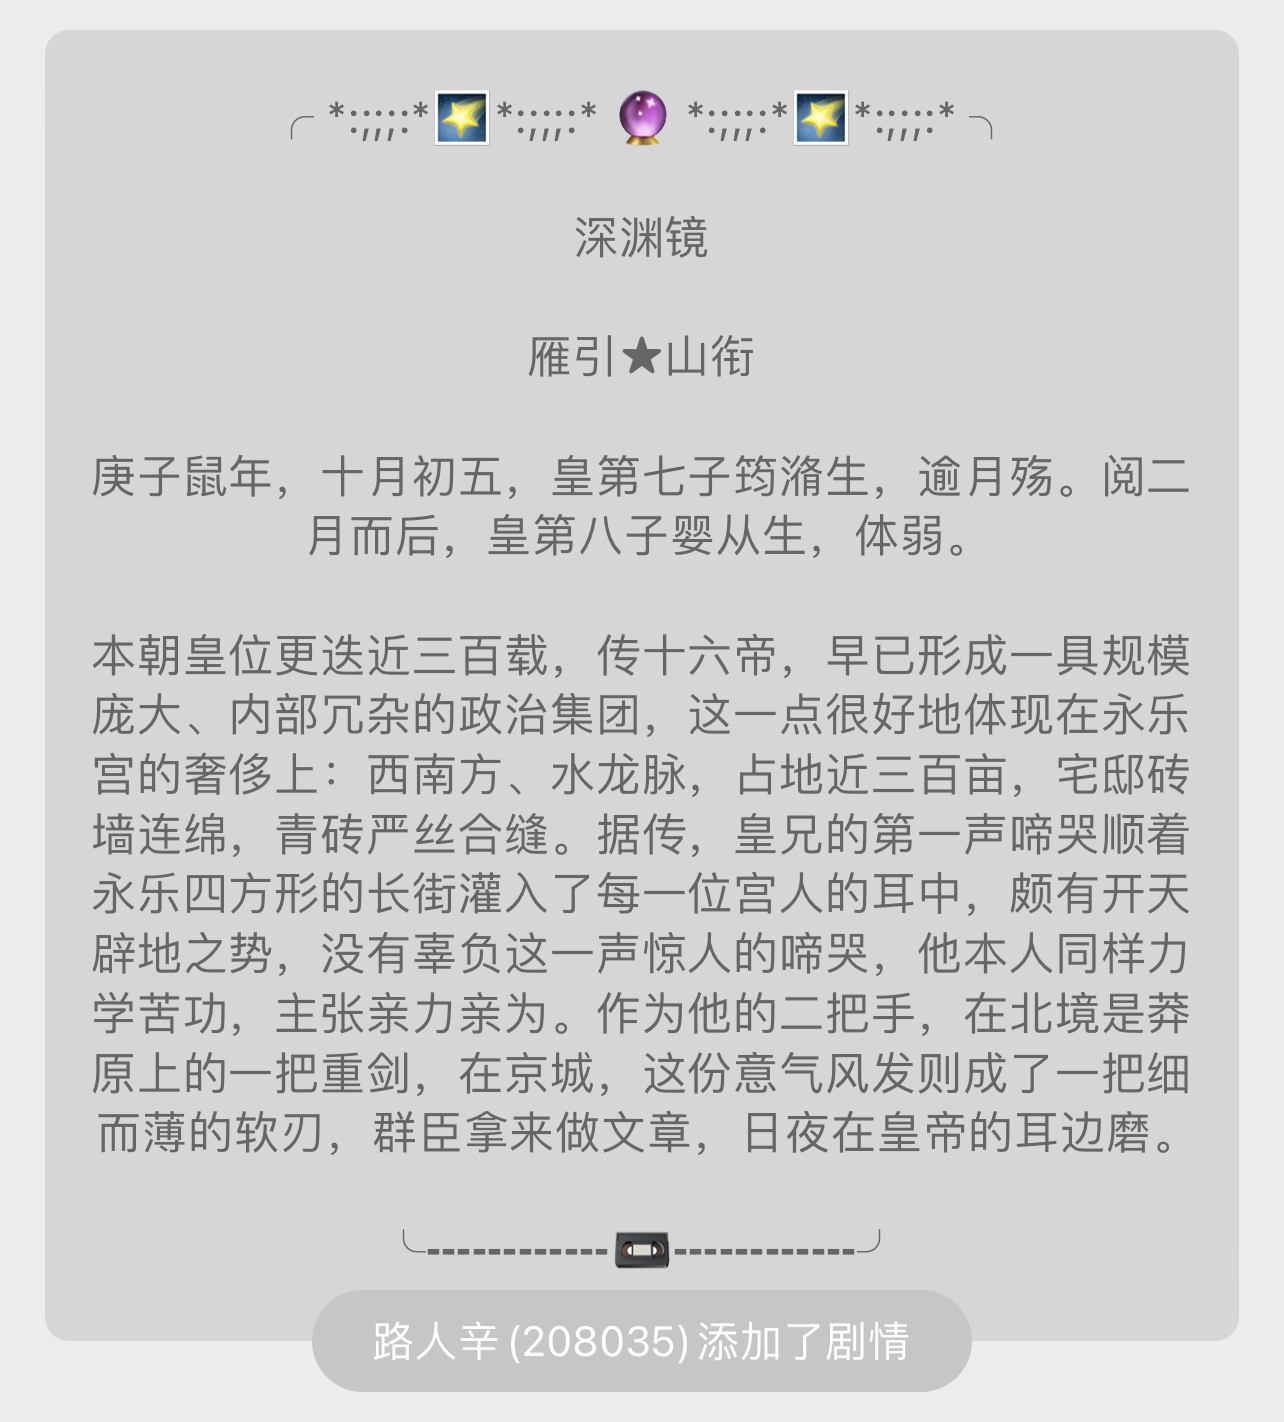 ╭ *:;,;,;:*🌠*:;,;,;:* 🔮 *:;,;,;:*🌠*:;,;,;:* ╮
深渊镜
雁引★山衔
庚子鼠年，十月初五，皇第七子筠潃生，逾月殇。阅二
月而后，皇第八子婴从生，体弱。
本朝皇位更迭近三百载，传十六帝，早已形成一具规模
庞大、内部冗杂的政治集团，这一点很好地体现在永乐
宫的奢侈上：西南方、水龙脉，占地近三百亩，宅邸砖
墙连绵，青砖严丝合缝。据传，皇兄的第一声啼哭顺着
永乐四方形的长街灌入了每一位宫人的耳中，颇有开天
辟地之势，没有辜负这一声惊人的啼哭，他本人同样力
学苦功，主张亲力亲为。作为他的二把手，在北境是莽
原上的一把重剑，在京城，这份意气风发则成了一把细
而薄的软刃，群臣拿来做文章，日夜在皇帝的耳边磨。
╰------------- 📼 -------------╯
路人辛(208035)添加了剧情